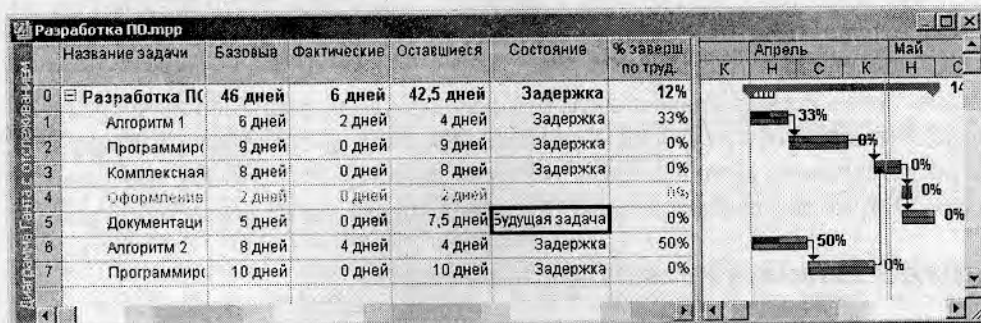 Разработка ПО.mpp
Название задачи Базовые Фактические Оставшиеся Состояние % заверш по труд. Апрель Май
К Н С К Н С
0 Разработка ПО 46 дней 6 дней 42,5 дней Задержка 12% 14
1 Алгоритм 1 6 дней 2 дней 4 дней Задержка 33% 33%
2 Программиро 9 дней 0 дней 9 дней Задержка 0% 0%
3 Комплексная 8 дней 0 дней 8 дней Задержка 0% 0%
4 Оформление 2 дней 0 дней 2 дней 0% 0%
5 Документаци 5 дней 0 дней 7,5 дней Будущая задача 0% 0%
6 Алгоритм 2 8 дней 4 дней 4 дней Задержка 50% 50%
7 Программиро 10 дней 0 дней 10 дней Задержка 0% 0%
Диаграмма Ганта с отслеживанием